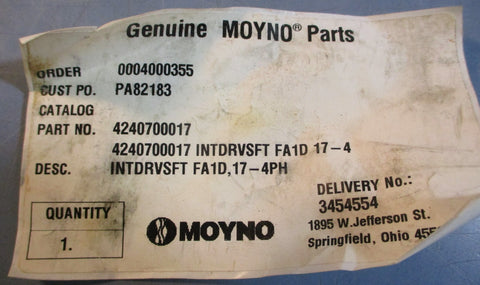 Genuine MOYNO® Parts
ORDER 0004000355
CUST PO. PA82183
CATALOG
PART NO. 4240700017
4240700017 INTDRVSFT FA1D 17-4
DESC. INTDRVSFT FA1D,17-4PH
DELIVERY No.:
3454554
1895 W.Jefferson St.
Springfield, Ohio
QUANTITY
1.
MOYNO